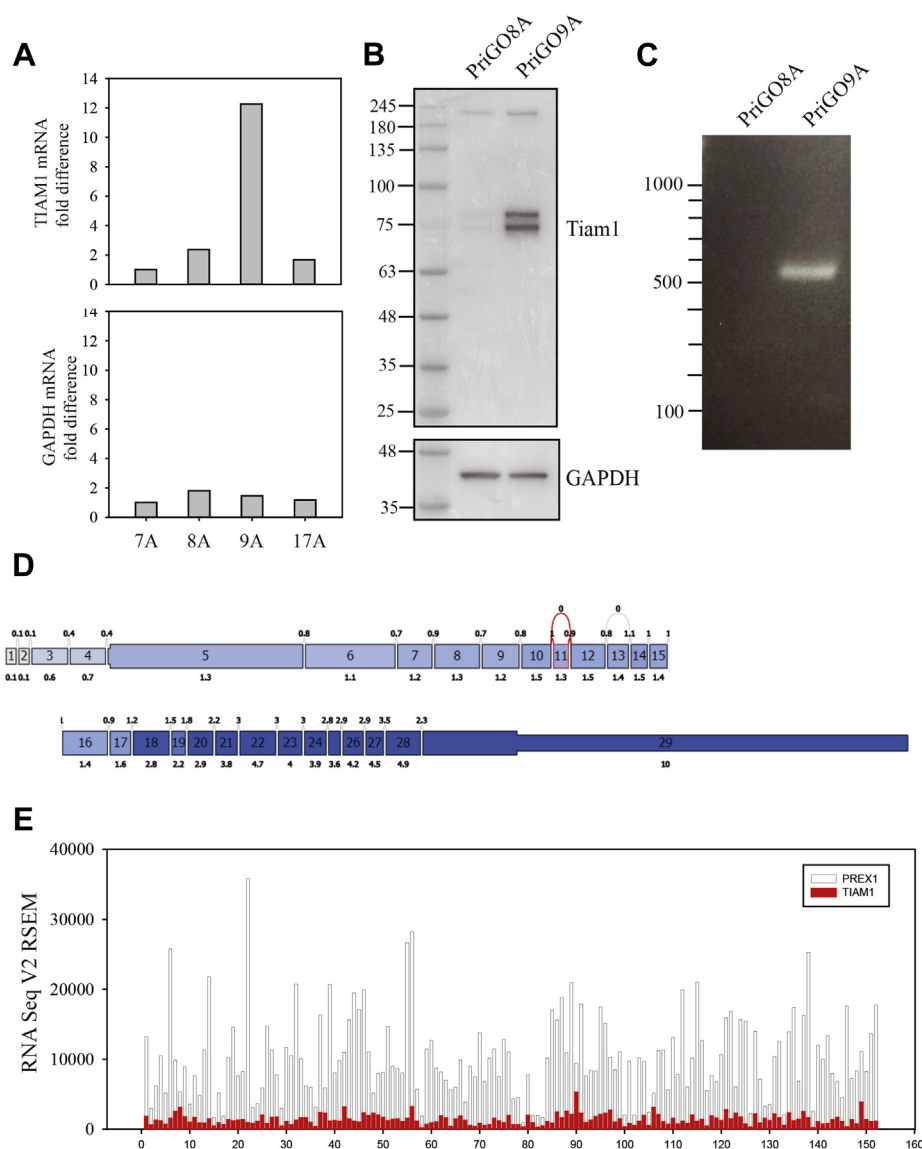 A
14
12
10
8
6
4
2
0
TIAM1 mRNA
fold difference
14
12
10
8
6
4
2
0
GAPDH mRNA
fold difference
7A 8A 9A 17A
B
PriGO8A PriGO9A
245
180
135
100
75
63
48
35
25
Tiam1
48
35
GAPDH
C
PriGO8A PriGO9A
1000
500
100
D
0 0
0.1 0.1 0.4 0.4 0.8 0.7 0.9 0.7 0.8 1 0.9 0.8 1.1 1 1
1 2 3 4 5 6 7 8 9 10 11 12 13 14 15
0.1 0.1 0.6 0.7 1.3 1.1 1.2 1.3 1.2 1.5 1.3 1.5 1.4 1.5 1.4
1 0.9 1.2 1.5 1.8 2.2 3 3 3 2.8 2.9 2.9 3.5 2.3
16 17 18 19 20 21 22 23 24 26 27 28 29
1.4 1.6 2.8 2.2 2.9 3.8 4.7 4 3.9 3.6 4.2 4.5 4.9 10
E
40000
30000
20000
10000
0
RNA Seq V2 RSEM
PREX1
TIAM1
0 10 20 30 40 50 60 70 80 90 100 110 120 130 140 150 160